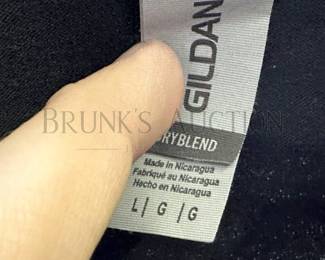 GILDAN
BRUNK'S AUCTION
RYBLEND
Made in Nicaragua
Fabriqué au Nicaragua
Hecho en Nicaragua
L | G | G